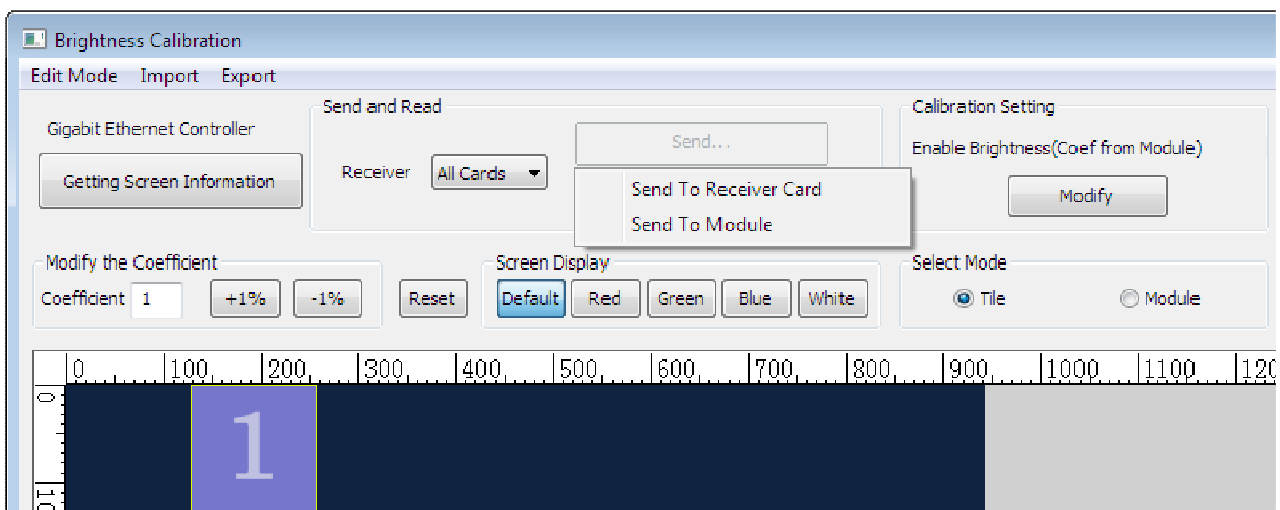 Brightness Calibration
Edit Mode Import Export
Gigabit Ethernet Controller
Getting Screen Information
Send and Read
Receiver All Cards
Send...
Send To Receiver Card
Send To Module
Calibration Setting
Enable Brightness(Coef from Module)
Modify
Modify the Coefficient
Coefficient 1 +1% -1% Reset
Screen Display
Default Red Green Blue White
Select Mode
Tile Module
0 100 200 300 400 500 600 700 800 900 1000 1100
0
1